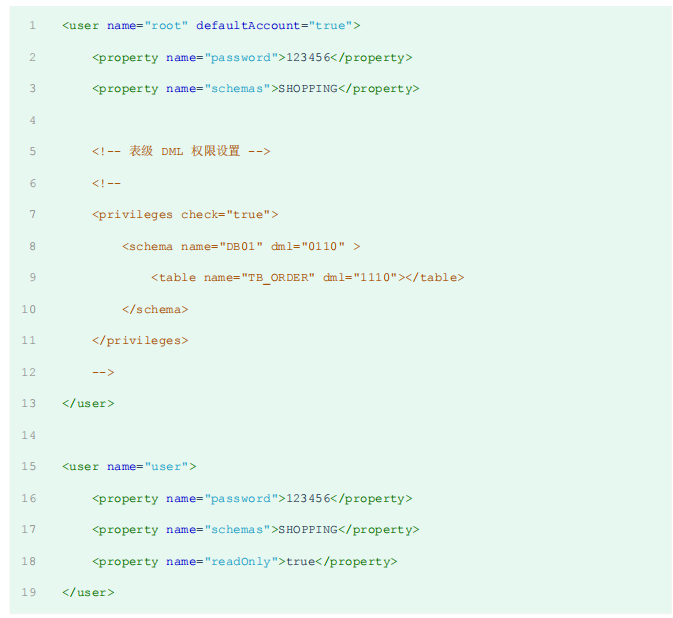 1 <user name="root" defaultAccount="true">
2 <property name="password">123456</property>
3 <property name="schemas">SHOPPING</property>
4
5 <!-- 表级 DML 权限设置 -->
6 <!--
7 <privileges check="true">
8 <schema name="DB01" dml="0110" >
9 <table name="TB_ORDER" dml="1110"></table>
10 </schema>
11 </privileges>
12 -->
13 </user>
14
15 <user name="user">
16 <property name="password">123456</property>
17 <property name="schemas">SHOPPING</property>
18 <property name="readOnly">true</property>
19 </user>